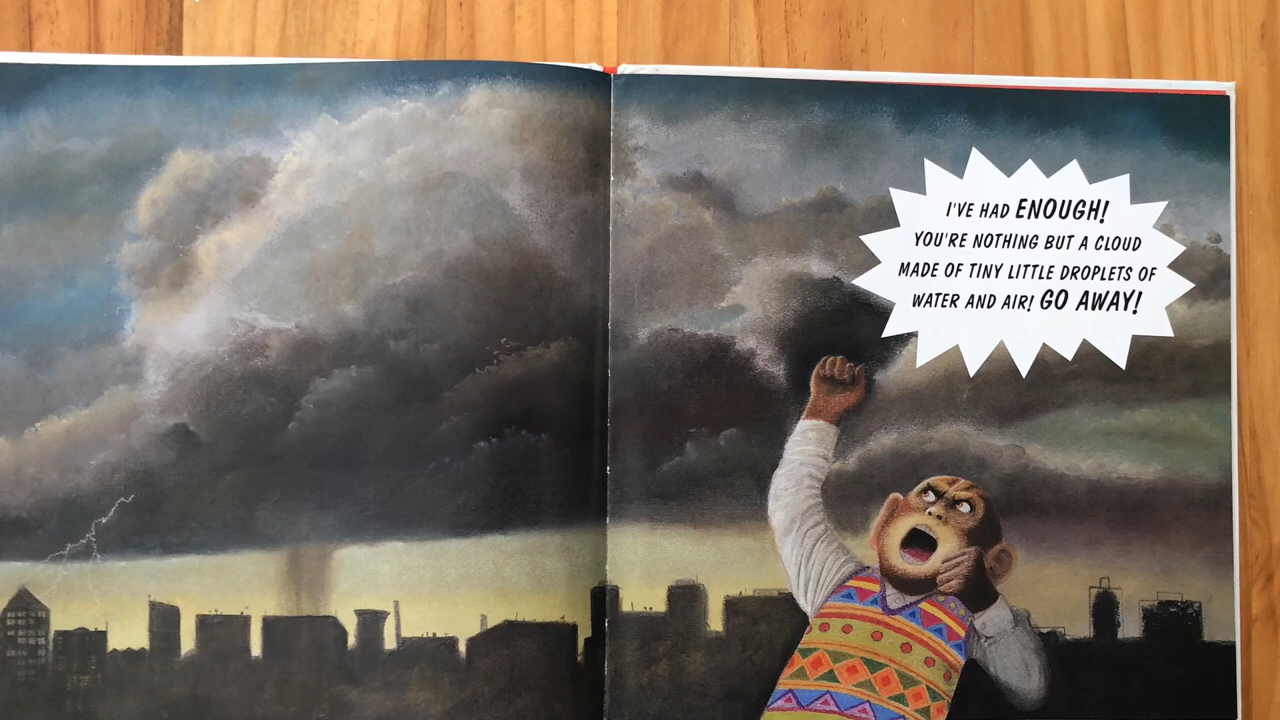 I'VE HAD ENOUGH!
YOU'RE NOTHING BUT A CLOUD
MADE OF TINY LITTLE DROPLETS OF
WATER AND AIR! GO AWAY!